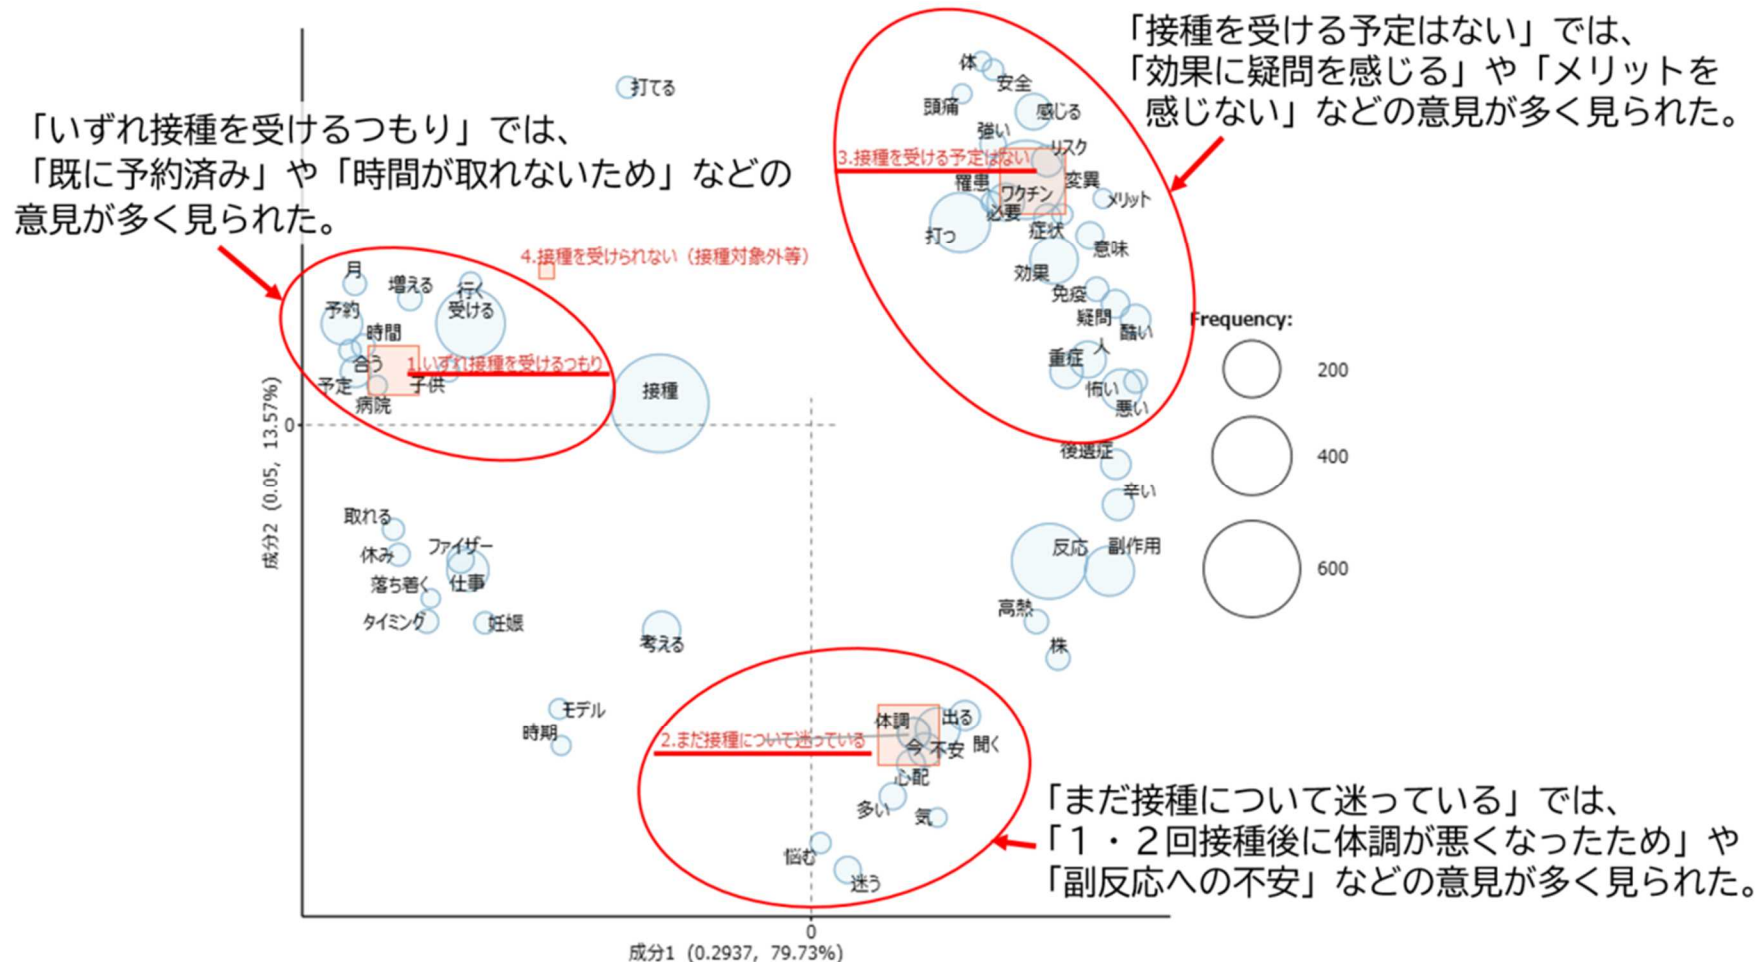 「接種を受ける予定はない」では、
「効果に疑問を感じる」や「メリットを
感じない」などの意見が多く見られた。
「いずれ接種を受けるつもり」では、
「既に予約済み」や「時間が取れないため」などの
意見が多く見られた。
打てる
体
安全
頭痛
感じる
強い
リスク
3.接種を受ける予定はない
罹患
ワクチン
変異
メリット
必要
打つ
症状
意味
効果
免疫
疑問
酷い
人
重症
怖い
悪い
4.接種を受けられない（接種対象外等）
月
増える
行く
予約
受ける
時間
合う
1.いずれ接種を受けるつもり
予定
子供
病院
接種
Frequency:
200
400
600
0
成分2 (0.05, 13.57%)
後遺症
辛い
取れる
休み
ファイザー
落ち着く
仕事
タイミング
妊娠
反応
副作用
高熱
株
考える
モデル
時期
体調
出る
2.まだ接種について迷っている
今
不安
聞く
心配
多い
気
悩む
迷う
「まだ接種について迷っている」では、
「１・２回接種後に体調が悪くなったため」や
「副反応への不安」などの意見が多く見られた。
0
成分1 (0.2937, 79.73%)